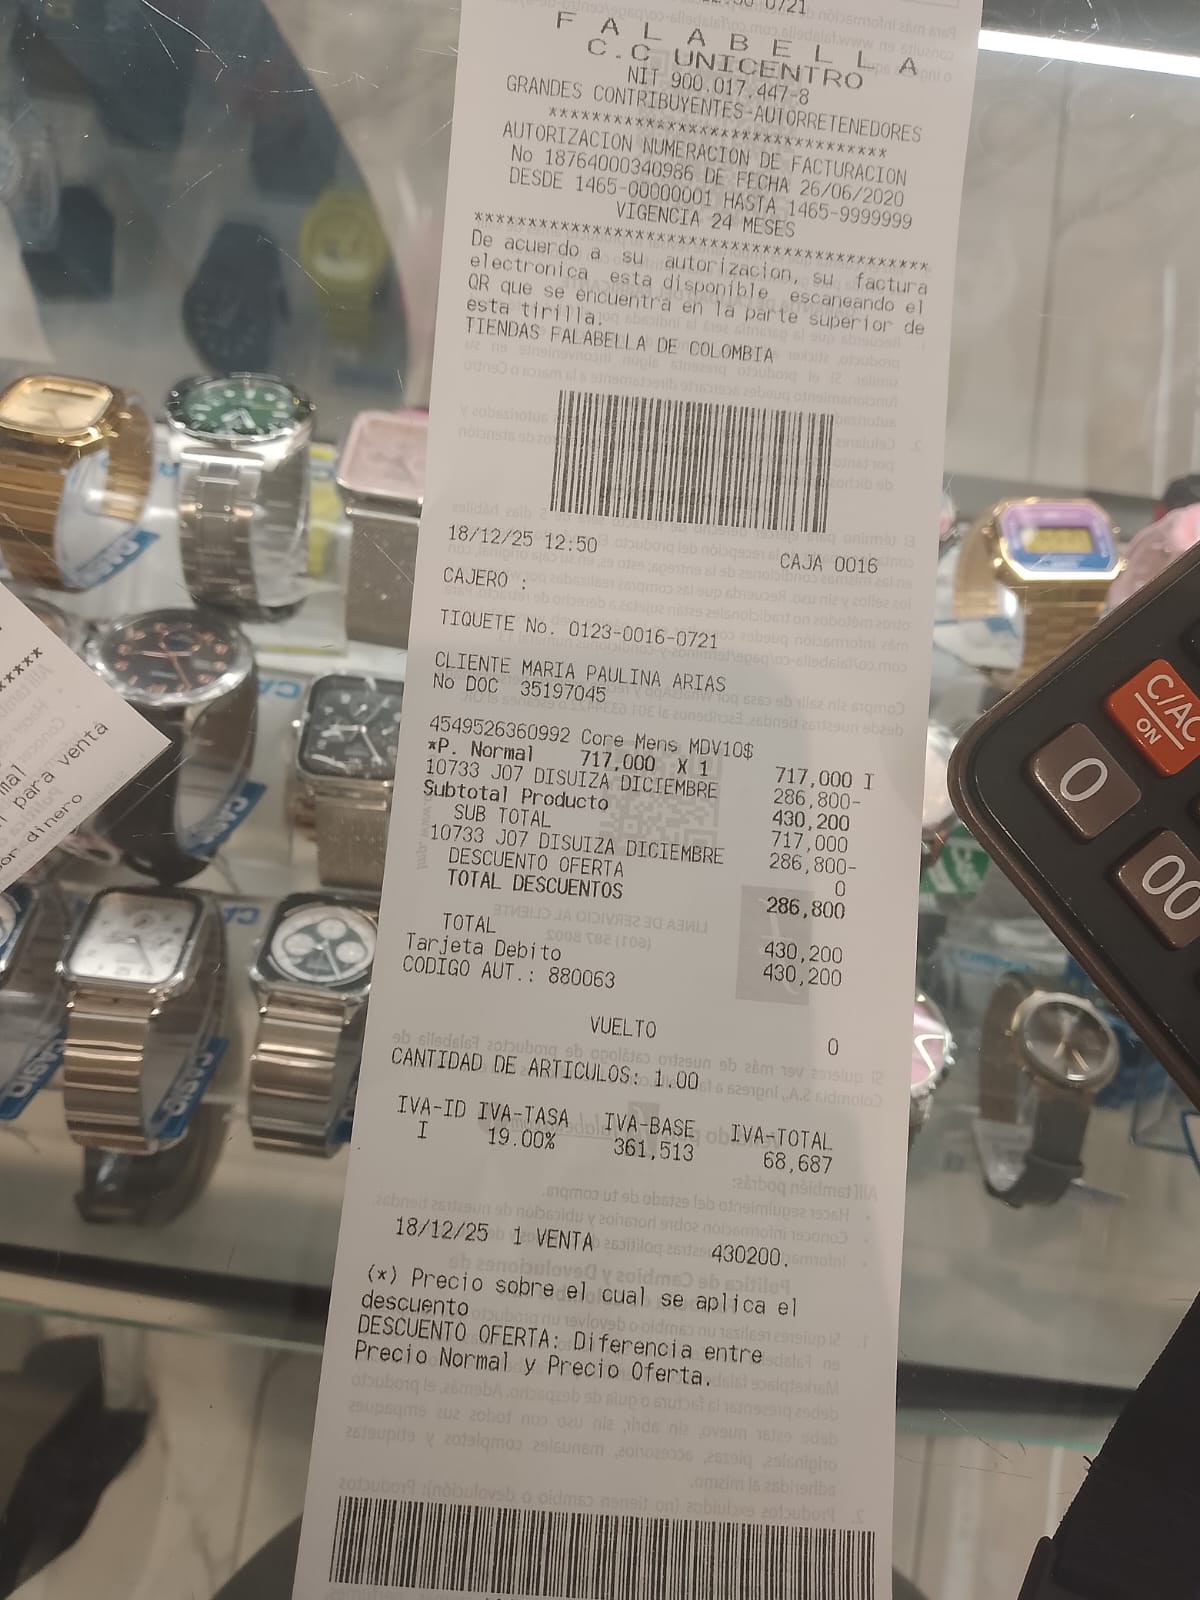 F A L A B E L L A
C.C UNICENTRO
NIT 900.017.447-8
GRANDES CONTRIBUYENTES-AUTORRETENEDORES
*******************************
AUTORIZACION NUMERACION DE FACTURACION
No 18764000340986 DE FECHA 26/06/2020
DESDE 1465-00000001 HASTA 1465-9999999
VIGENCIA 24 MESES
******************************************
De acuerdo a su autorizacion, su factura
electronica, esta disponible escaneando el
QR que se encuentra en la parte superior de
esta tirilla.
TIENDAS FALABELLA DE COLOMBIA
18/12/25 12:50 CAJA 0016
CAJERO :
TIQUETE No. 0123-0016-0721
CLIENTE MARIA PAULINA ARIAS
No DOC 35197045
4549526360992 Core Mens MDV10$
*P. Normal 717,000 X 1 717,000 I
10733 J07 DISUIZA DICIEMBRE 286,800-
Subtotal Producto 430,200
SUB TOTAL 717,000
10733 J07 DISUIZA DICIEMBRE 286,800-
DESCUENTO OFERTA 0
TOTAL DESCUENTOS 286,800
TOTAL 430,200
Tarjeta Debito 430,200
CODIGO AUT.: 880063
VUELTO 0
CANTIDAD DE ARTICULOS: 1.00
IVA-ID IVA-TASA IVA-BASE IVA-TOTAL
I 19.00% 361,513 68,687
18/12/25 1 VENTA 430200.
(*) Precio sobre el cual se aplica el
descuento
DESCUENTO OFERTA: Diferencia entre
Precio Normal y Precio Oferta.
para venta
or dinero
CASIO
CASIO
CASIO
C/AC
ON
0
00